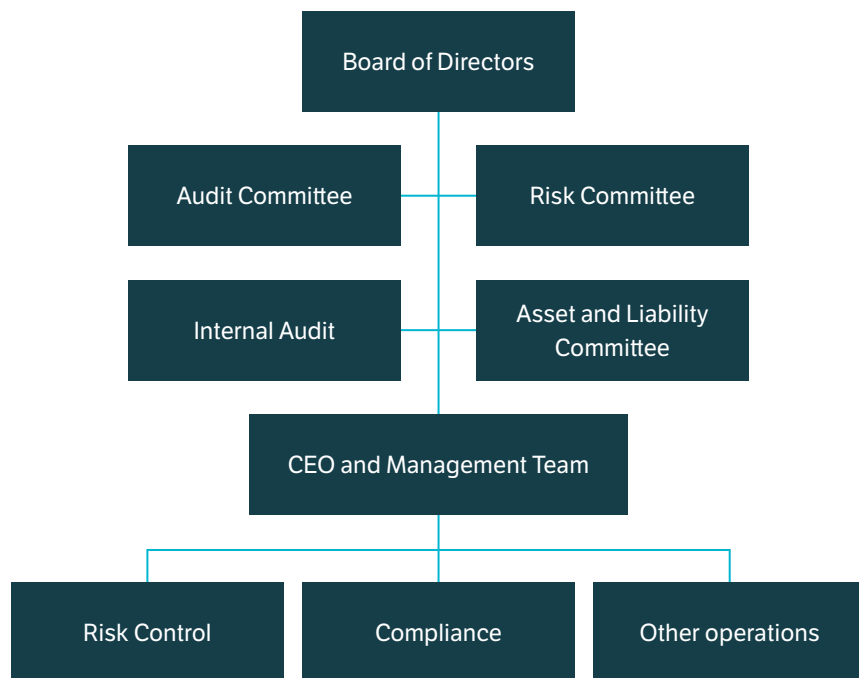 Board of Directors
Audit Committee
Risk Committee
Internal Audit
Asset and Liability
Committee
CEO and Management Team
Risk Control
Compliance
Other operations